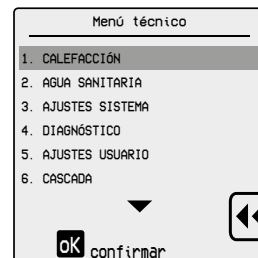 Menú técnico
1. CALEFACCIÓN
2. AGUA SANITARIA
3. AJUSTES SISTEMA
4. DIAGNÓSTICO
5. AJUSTES USUARIO
6. CASCADA
oK confirmar